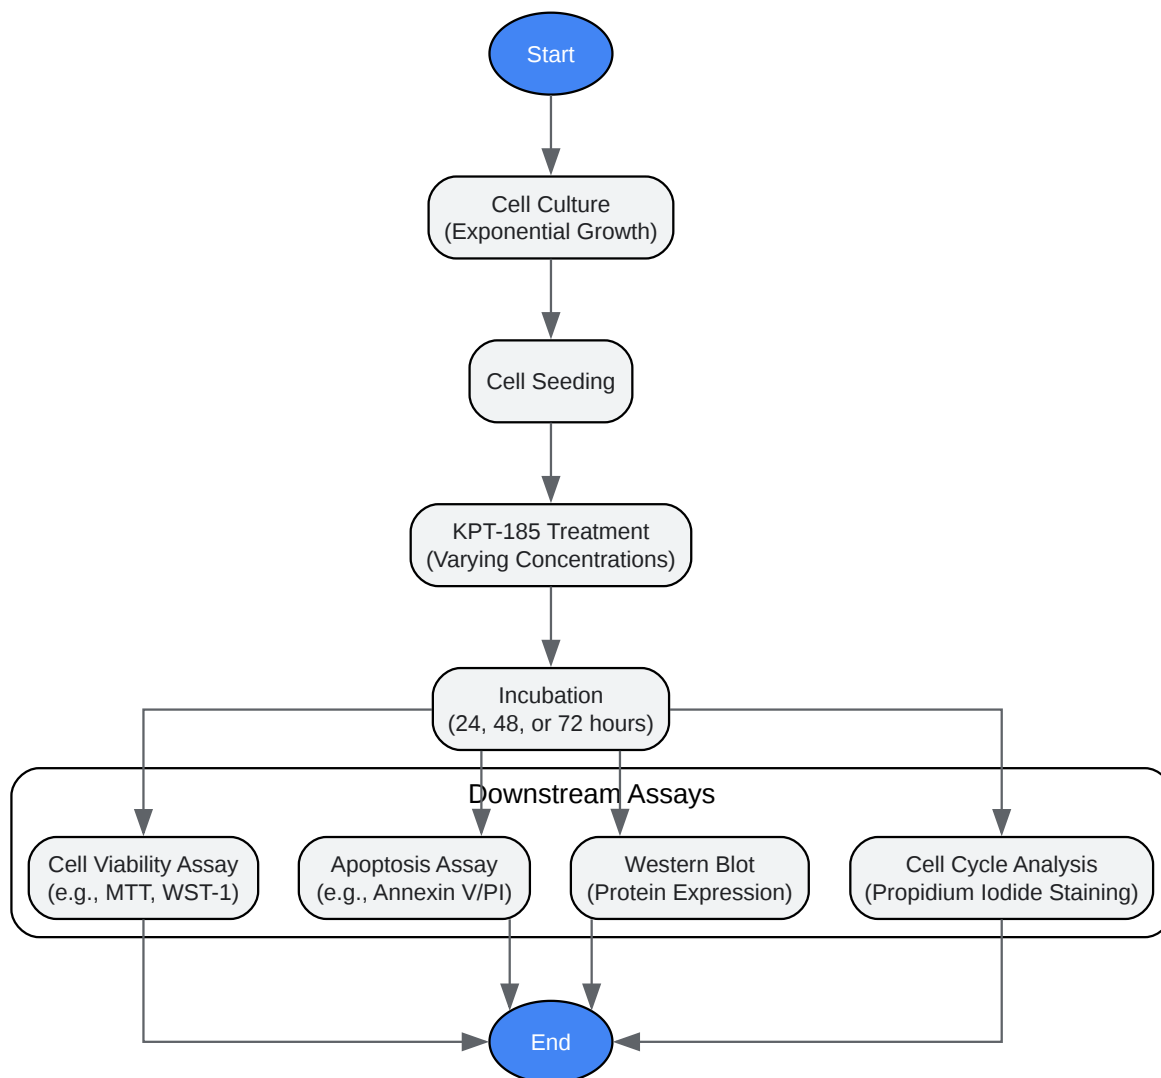 Start
Cell Culture
(Exponential Growth)
Cell Seeding
KPT-185 Treatment
(Varying Concentrations)
Incubation
(24, 48, or 72 hours)
Downstream Assays
Cell Viability Assay
(e.g., MTT, WST-1)
Apoptosis Assay
(e.g., Annexin V/PI)
Western Blot
(Protein Expression)
Cell Cycle Analysis
(Propidium Iodide Staining)
End